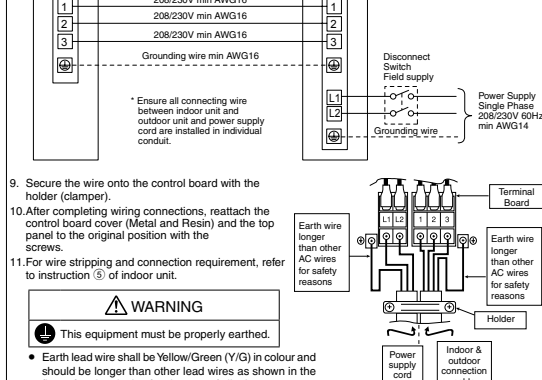 208/230V min AWG16
1 1
2 2
208/230V min AWG16
3 3
Grounding wire min AWG16
Disconnect
Switch
Field supply
* Ensure all connecting wire
between indoor unit and
outdoor unit and power supply
cord are installed in individual
conduit.
L1
L2
Grounding wire
Power Supply
Single Phase
208/230V 60Hz
min AWG14
9. Secure the wire onto the control board with the
holder (clamper).
10.After completing wiring connections, reattach the
control board cover (Metal and Resin) and the top
panel to the original position with the
screws.
11.For wire stripping and connection requirement, refer
to instruction ⑤ of indoor unit.
WARNING
This equipment must be properly earthed.
• Earth lead wire shall be Yellow/Green (Y/G) in colour and
should be longer than other lead wires as shown in the
Terminal
Board
L1 L2 1 2 3
Earth wire
longer
than other
AC wires
for safety
reasons
Earth wire
longer
than other
AC wires
for safety
reasons
Holder
Power
supply
cord
Indoor &
outdoor
connection